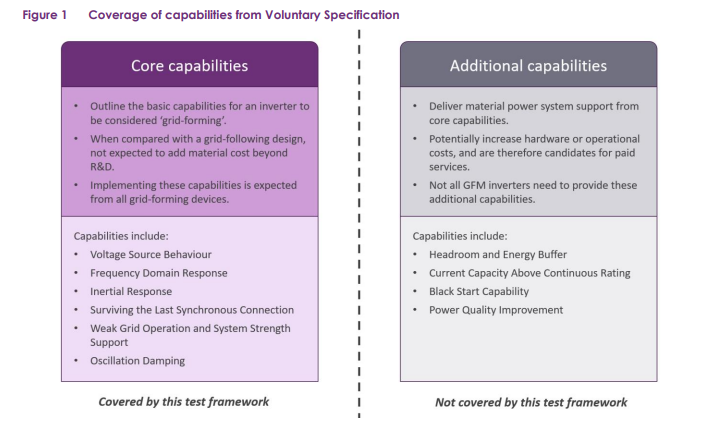 Figure 1 Coverage of capabilities from Voluntary Specification
Core capabilities
• Outline the basic capabilities for an inverter to
be considered ‘grid-forming’.
• When compared with a grid-following design,
not expected to add material cost beyond
R&D.
• Implementing these capabilities is expected
from all grid-forming devices.
Capabilities include:
• Voltage Source Behaviour
• Frequency Domain Response
• Inertial Response
• Surviving the Last Synchronous Connection
• Weak Grid Operation and System Strength
Support
• Oscillation Damping
Covered by this test framework
Additional capabilities
• Deliver material power system support from
core capabilities.
• Potentially increase hardware or operational
costs, and are therefore candidates for paid
services.
• Not all GFM inverters need to provide these
additional capabilities.
Capabilities include:
• Headroom and Energy Buffer
• Current Capacity Above Continuous Rating
• Black Start Capability
• Power Quality Improvement
Not covered by this test framework